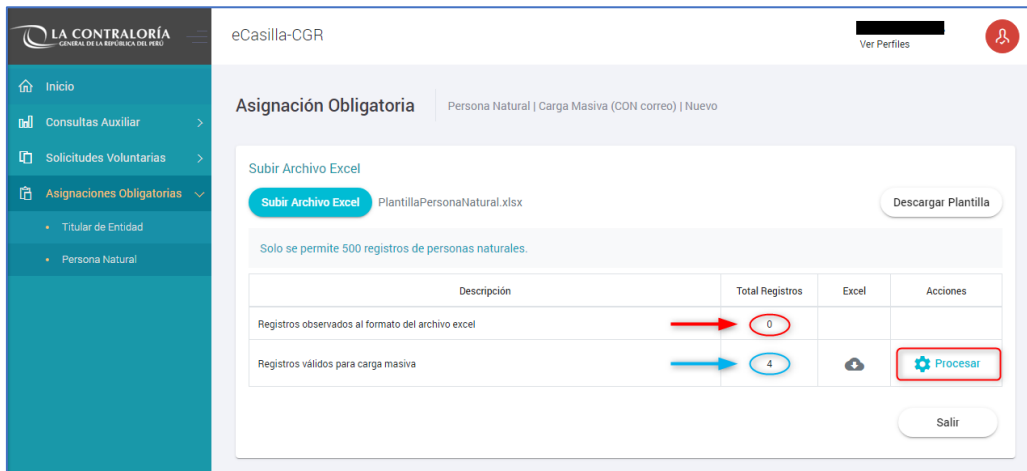 LA CONTRALORÍA
GENERAL DE LA REPÚBLICA DEL PERÚ
eCasilla-CGR
Ver Perfiles
Inicio
Consultas Auxiliar
Solicitudes Voluntarias
Asignaciones Obligatorias
Titular de Entidad
Persona Natural
Asignación Obligatoria
Persona Natural | Carga Masiva (CON correo) | Nuevo
Subir Archivo Excel
Subir Archivo Excel PlantillaPersonaNatural.xlsx Descargar Plantilla
Solo se permite 500 registros de personas naturales.
Descripción Total Registros Excel Acciones
Registros observados al formato del archivo excel 0
Registros válidos para carga masiva 4 Procesar
Salir